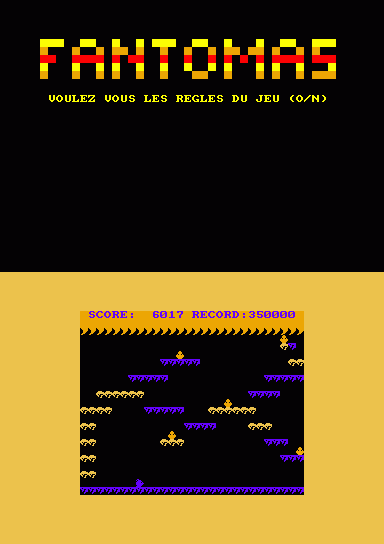 FANTOMAS
VOULEZ VOUS LES REGLES DU JEU (O/N)
SCORE:  6017 RECORD:350000